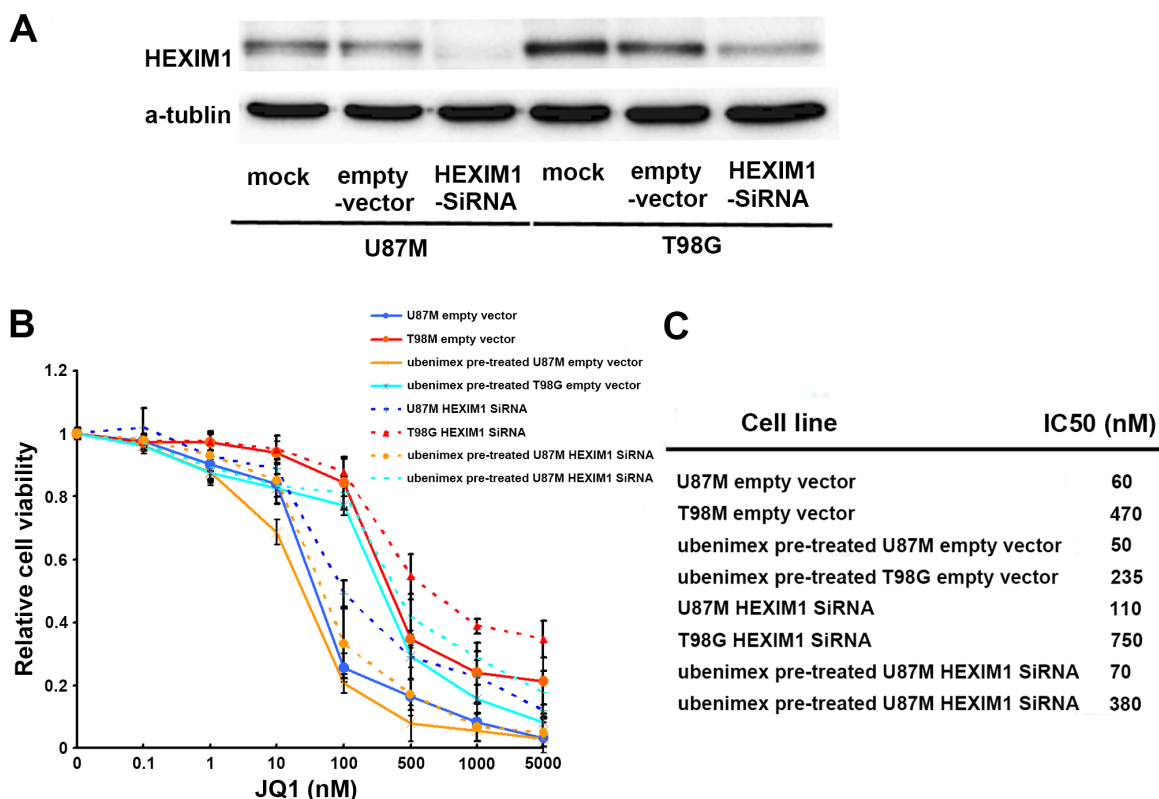 A
HEXIM1
a-tublin
mock
empty
-vector
HEXIM1
-SiRNA
mock
empty
-vector
HEXIM1
-SiRNA
U87M
T98G
B
U87M empty vector
T98M empty vector
ubenimex pre-treated U87M empty vector
ubenimex pre-treated T98G empty vector
U87M HEXIM1 SiRNA
T98G HEXIM1 SiRNA
ubenimex pre-treated U87M HEXIM1 SiRNA
ubenimex pre-treated U87M HEXIM1 SiRNA
Relative cell viability
1.2
1
0.8
0.6
0.4
0.2
0
0 0.1 1 10 100 500 1000 5000
JQ1 (nM)
C
Cell line IC50 (nM)
U87M empty vector 60
T98M empty vector 470
ubenimex pre-treated U87M empty vector 50
ubenimex pre-treated T98G empty vector 235
U87M HEXIM1 SiRNA 110
T98G HEXIM1 SiRNA 750
ubenimex pre-treated U87M HEXIM1 SiRNA 70
ubenimex pre-treated U87M HEXIM1 SiRNA 380